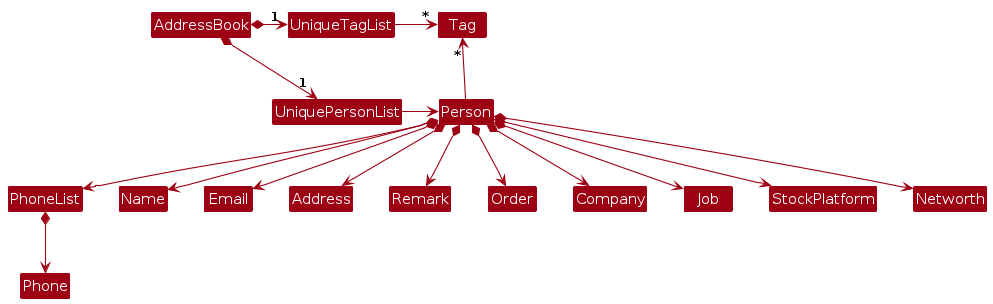 AddressBook
1
UniqueTagList
*
Tag
*
1
UniquePersonList
Person
PhoneList
Name
Email
Address
Remark
Order
Company
Job
StockPlatform
Networth
Phone